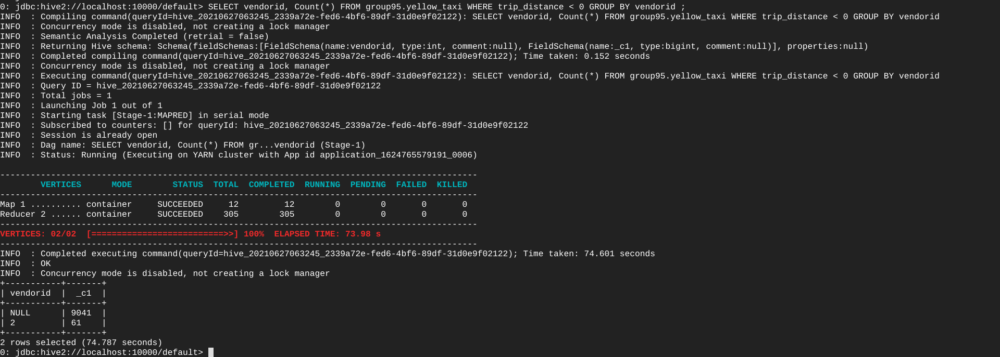 0: jdbc:hive2://localhost:10000/default> SELECT vendorid, Count(*) FROM group95.yellow_taxi WHERE trip_distance < 0 GROUP BY vendorid ;
INFO  : Compiling command(queryId=hive_20210627063245_2339a72e-fed6-4bf6-89df-31d0e9f02122): SELECT vendorid, Count(*) FROM group95.yellow_taxi WHERE trip_distance < 0 GROUP BY vendorid
INFO  : Concurrency mode is disabled, not creating a lock manager
INFO  : Semantic Analysis Completed (retrial = false)
INFO  : Returning Hive schema: Schema(fieldSchemas:[FieldSchema(name:vendorid, type:int, comment:null), FieldSchema(name:_c1, type:bigint, comment:null)], properties:null)
INFO  : Completed compiling command(queryId=hive_20210627063245_2339a72e-fed6-4bf6-89df-31d0e9f02122); Time taken: 0.152 seconds
INFO  : Concurrency mode is disabled, not creating a lock manager
INFO  : Executing command(queryId=hive_20210627063245_2339a72e-fed6-4bf6-89df-31d0e9f02122): SELECT vendorid, Count(*) FROM group95.yellow_taxi WHERE trip_distance < 0 GROUP BY vendorid
INFO  : Query ID = hive_20210627063245_2339a72e-fed6-4bf6-89df-31d0e9f02122
INFO  : Total jobs = 1
INFO  : Launching Job 1 out of 1
INFO  : Starting task [Stage-1:MAPRED] in serial mode
INFO  : Subscribed to counters: [] for queryId: hive_20210627063245_2339a72e-fed6-4bf6-89df-31d0e9f02122
INFO  : Session is already open
INFO  : Dag name: SELECT vendorid, Count(*) FROM gr...vendorid (Stage-1)
INFO  : Status: Running (Executing on YARN cluster with App id application_1624765579191_0006)

----------------------------------------------------------------------------------------------
        VERTICES      MODE        STATUS  TOTAL  COMPLETED  RUNNING  PENDING  FAILED  KILLED
----------------------------------------------------------------------------------------------
Map 1 .......... container     SUCCEEDED     12         12        0        0       0       0
Reducer 2 ...... container     SUCCEEDED    305        305        0        0       0       0
----------------------------------------------------------------------------------------------
VERTICES: 02/02  [==========================>>] 100%  ELAPSED TIME: 73.98 s
----------------------------------------------------------------------------------------------
INFO  : Completed executing command(queryId=hive_20210627063245_2339a72e-fed6-4bf6-89df-31d0e9f02122); Time taken: 74.601 seconds
INFO  : OK
INFO  : Concurrency mode is disabled, not creating a lock manager
+-----------+-------+
| vendorid  |  _c1  |
+-----------+-------+
| NULL      | 9041  |
| 2         | 61    |
+-----------+-------+
2 rows selected (74.787 seconds)
0: jdbc:hive2://localhost:10000/default>